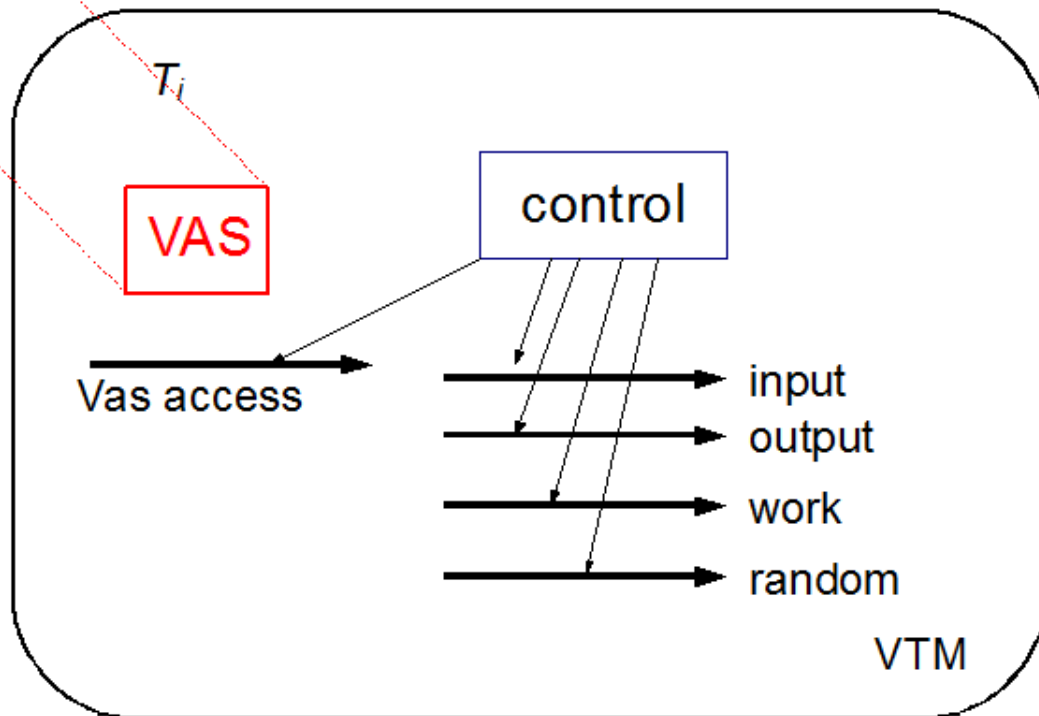 Ti
VAS
control
Vas access
input
output
work
random
VTM